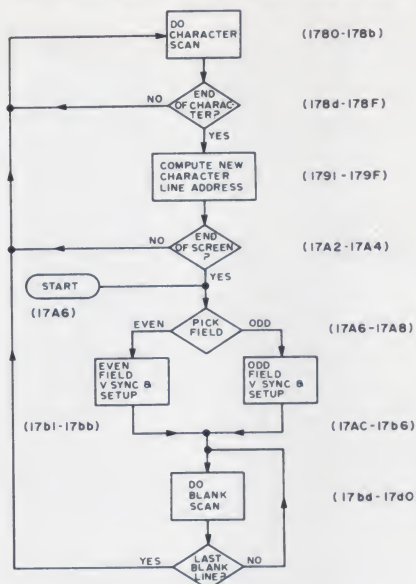 DO
CHARACTER
SCAN
(1780-178b)
NO
END
OF CHARAC-
TER?
(178d-178F)
YES
COMPUTE NEW
CHARACTER
LINE ADDRESS
(1791-179F)
NO
END
OF SCREEN
?
(17A2-17A4)
YES
START
(17A6)
EVEN
PICK
FIELD
ODD
(17A6-17A8)
EVEN
FIELD
V SYNC &
SETUP
ODD
FIELD
V SYNC &
SETUP
(17b1-17bb)
(17AC-17b6)
DO
BLANK
SCAN
(17bd-17d0
YES
LAST
BLANK
LINE?
NO